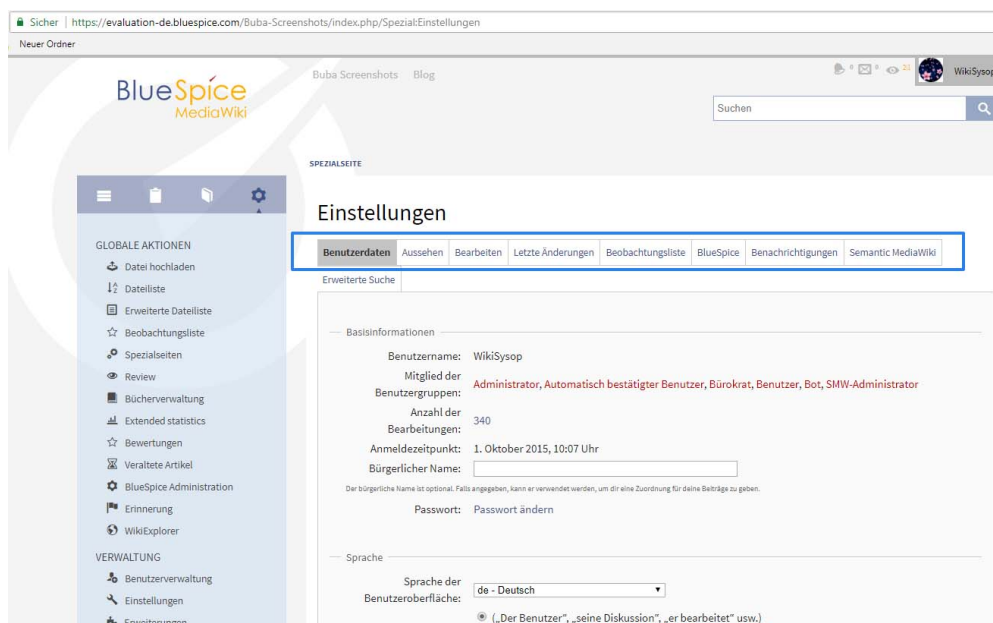 Sicher | https://evaluation-de.bluespice.com/Buba-Screenshots/index.php/Spezial:Einstellungen
Neuer Ordner
BlueSpice
MediaWiki
Buba Screenshots Blog
21 WikiSysop
Suchen
SPEZIALSEITE
Einstellungen
Benutzerdaten Aussehen Bearbeiten Letzte Änderungen Beobachtungsliste BlueSpice Benachrichtigungen Semantic MediaWiki
Erweiterte Suche
GLOBALE AKTIONEN
Datei hochladen
Dateiliste
Erweiterte Dateiliste
Beobachtungsliste
Spezialseiten
Review
Bücherverwaltung
Extended statistics
Bewertungen
Veraltete Artikel
BlueSpice Administration
Erinnerung
WikiExplorer
VERWALTUNG
Benutzerverwaltung
Einstellungen
Erweiterungen
Basisinformationen
Benutzername: WikiSysop
Mitglied der
Benutzergruppen:
Administrator, Automatisch bestätigter Benutzer, Bürokrat, Benutzer, Bot, SMW-Administrator
Anzahl der
Bearbeitungen:
340
Anmeldezeitpunkt: 1. Oktober 2015, 10:07 Uhr
Bürgerlicher Name:
Der bürgerliche Name ist optional. Falls angegeben, kann er verwendet werden, um dir eine Zuordnung für deine Beiträge zu geben.
Passwort: Passwort ändern
Sprache
Sprache der
Benutzeroberfläche:
de - Deutsch
(„Der Benutzer“, „seine Diskussion“, „er bearbeitet“ usw.)